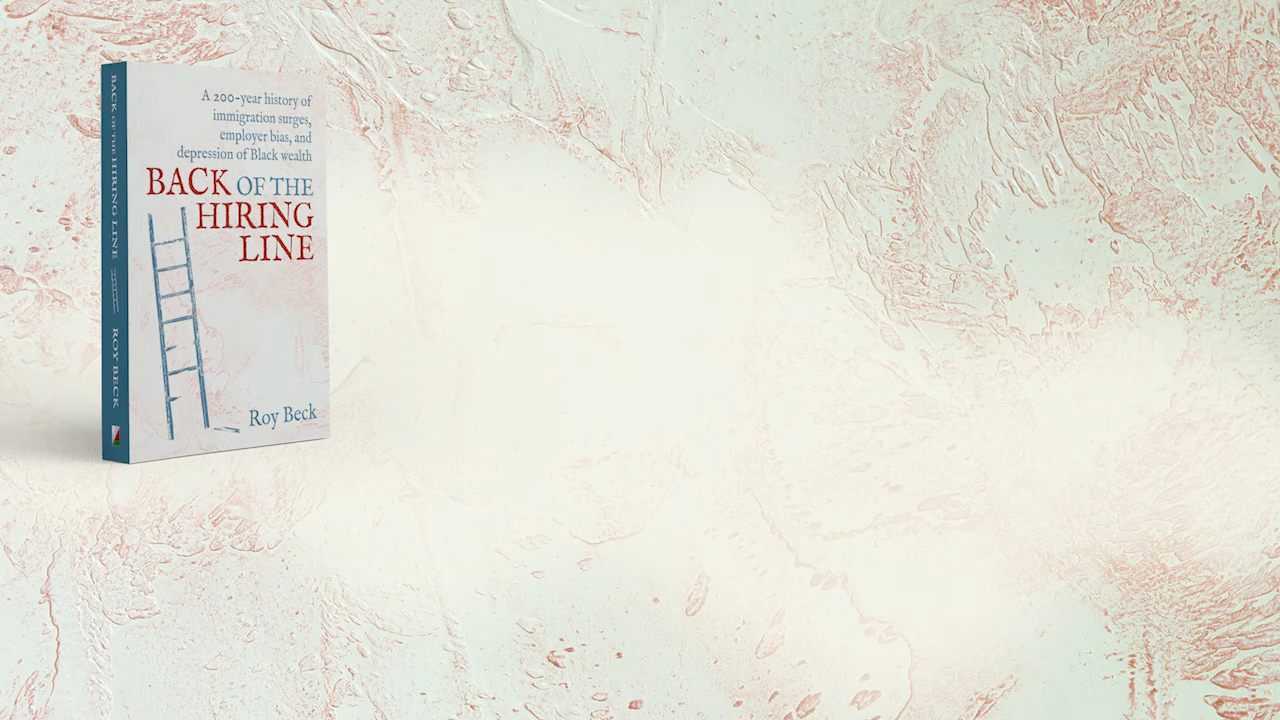 A 200-year history of
immigration surges,
employer bias, and
depression of Black wealth
BACK OF THE
HIRING
LINE
Roy Beck
BACK OF THE HIRING LINE
ROY BECK